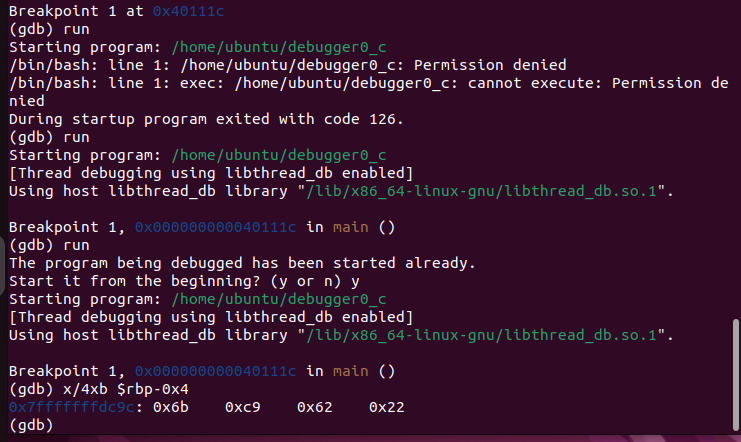 Breakpoint 1 at 0x40111c
(gdb) run
Starting program: /home/ubuntu/debugger0_c
/bin/bash: line 1: /home/ubuntu/debugger0_c: Permission denied
/bin/bash: line 1: exec: /home/ubuntu/debugger0_c: cannot execute: Permission de
nied
During startup program exited with code 126.
(gdb) run
Starting program: /home/ubuntu/debugger0_c
[Thread debugging using libthread_db enabled]
Using host libthread_db library "/lib/x86_64-linux-gnu/libthread_db.so.1".

Breakpoint 1, 0x000000000040111c in main ()
(gdb) run
The program being debugged has been started already.
Start it from the beginning? (y or n) y
Starting program: /home/ubuntu/debugger0_c
[Thread debugging using libthread_db enabled]
Using host libthread_db library "/lib/x86_64-linux-gnu/libthread_db.so.1".

Breakpoint 1, 0x000000000040111c in main ()
(gdb) x/4xb $rbp-0x4
0x7fffffffdc9c: 0x6b 0xc9 0x62 0x22
(gdb)